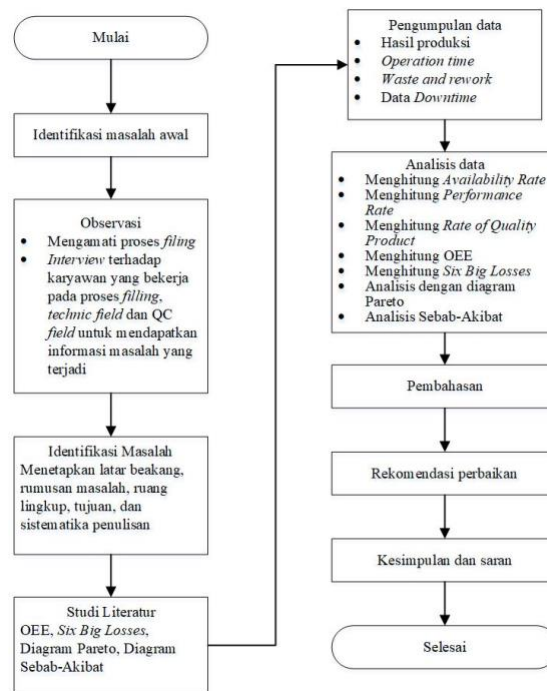 Mulai
Identifikasi masalah awal
Observasi
• Mengamati proses filing
• Interview terhadap
karyawan yang bekerja
pada proses filling,
technic field dan QC
field untuk mendapatkan
informasi masalah yang
terjadi
Identifikasi Masalah
Menetapkan latar beakang,
rumusan masalah, ruang
lingkup, tujuan, dan
sistematika penulisan
Studi Literatur
OEE, Six Big Losses,
Diagram Pareto, Diagram
Sebab-Akibat
Pengumpulan data
• Hasil produksi
• Operation time
• Waste and rework
• Data Downtime
Analisis data
• Menghitung Availability Rate
• Menghitung Performance
Rate
• Menghitung Rate of Quality
Product
• Menghitung OEE
• Menghitung Six Big Losses
• Analisis dengan diagram
Pareto
• Analisis Sebab-Akibat
Pembahasan
Rekomendasi perbaikan
Kesimpulan dan saran
Selesai